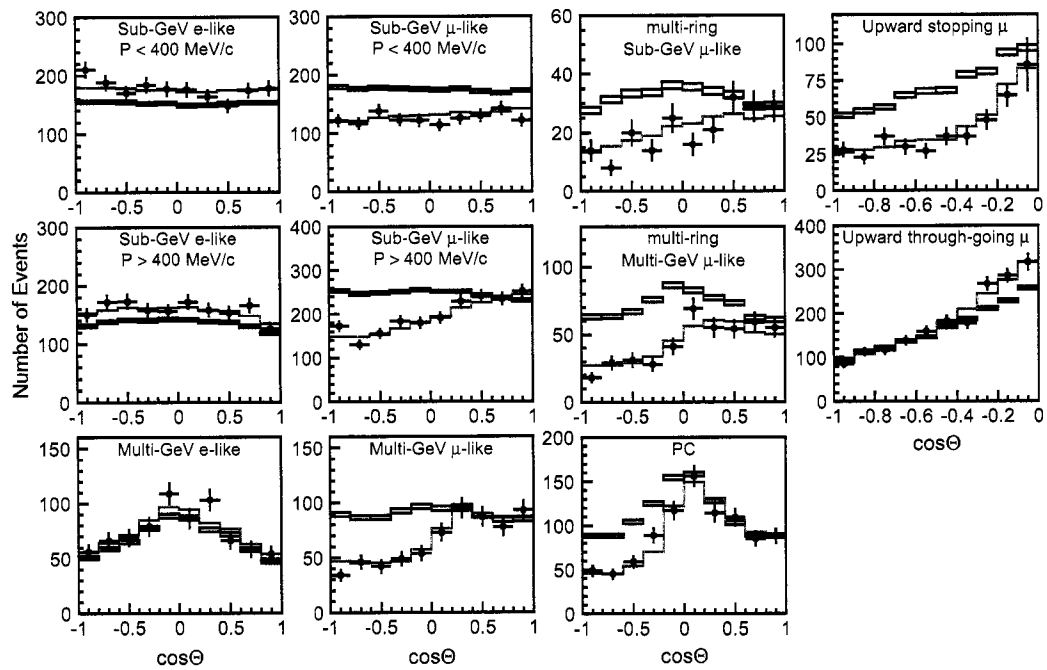 Number of Events
Sub-GeV e-like
P < 400 MeV/c
300
250
200
150
100
50
0
-1 -0.5 0 0.5 1
Sub-GeV μ-like
P < 400 MeV/c
300
250
200
150
100
50
0
-1 -0.5 0 0.5 1
multi-ring
Sub-GeV μ-like
60
40
20
0
-1 -0.5 0 0.5 1
Upward stopping μ
125
100
75
50
25
0
-1 -0.8 -0.6 -0.4 -0.2 0
Sub-GeV e-like
P > 400 MeV/c
300
200
100
0
-1 -0.5 0 0.5 1
Sub-GeV μ-like
P > 400 MeV/c
400
300
200
100
0
-1 -0.5 0 0.5 1
multi-ring
Multi-GeV μ-like
100
50
0
-1 -0.5 0 0.5 1
Upward through-going μ
400
300
200
100
0
-1 -0.8 -0.6 -0.4 -0.2 0
cosΘ
Multi-GeV e-like
150
100
50
0
-1 -0.5 0 0.5 1
cosΘ
Multi-GeV μ-like
150
100
50
0
-1 -0.5 0 0.5 1
cosΘ
PC
200
150
100
50
0
-1 -0.5 0 0.5 1
cosΘ